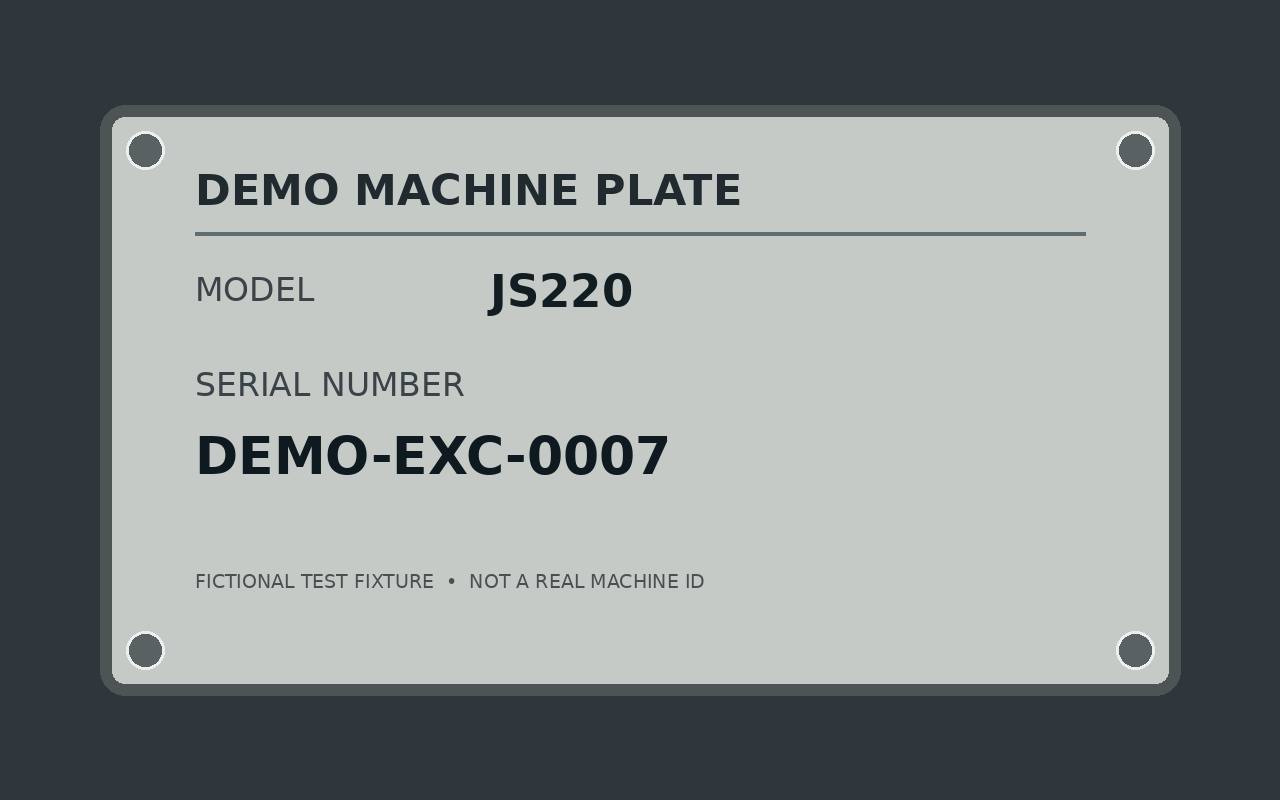 DEMO MACHINE PLATE
MODEL JS220
SERIAL NUMBER
DEMO-EXC-0007
FICTIONAL TEST FIXTURE • NOT A REAL MACHINE ID